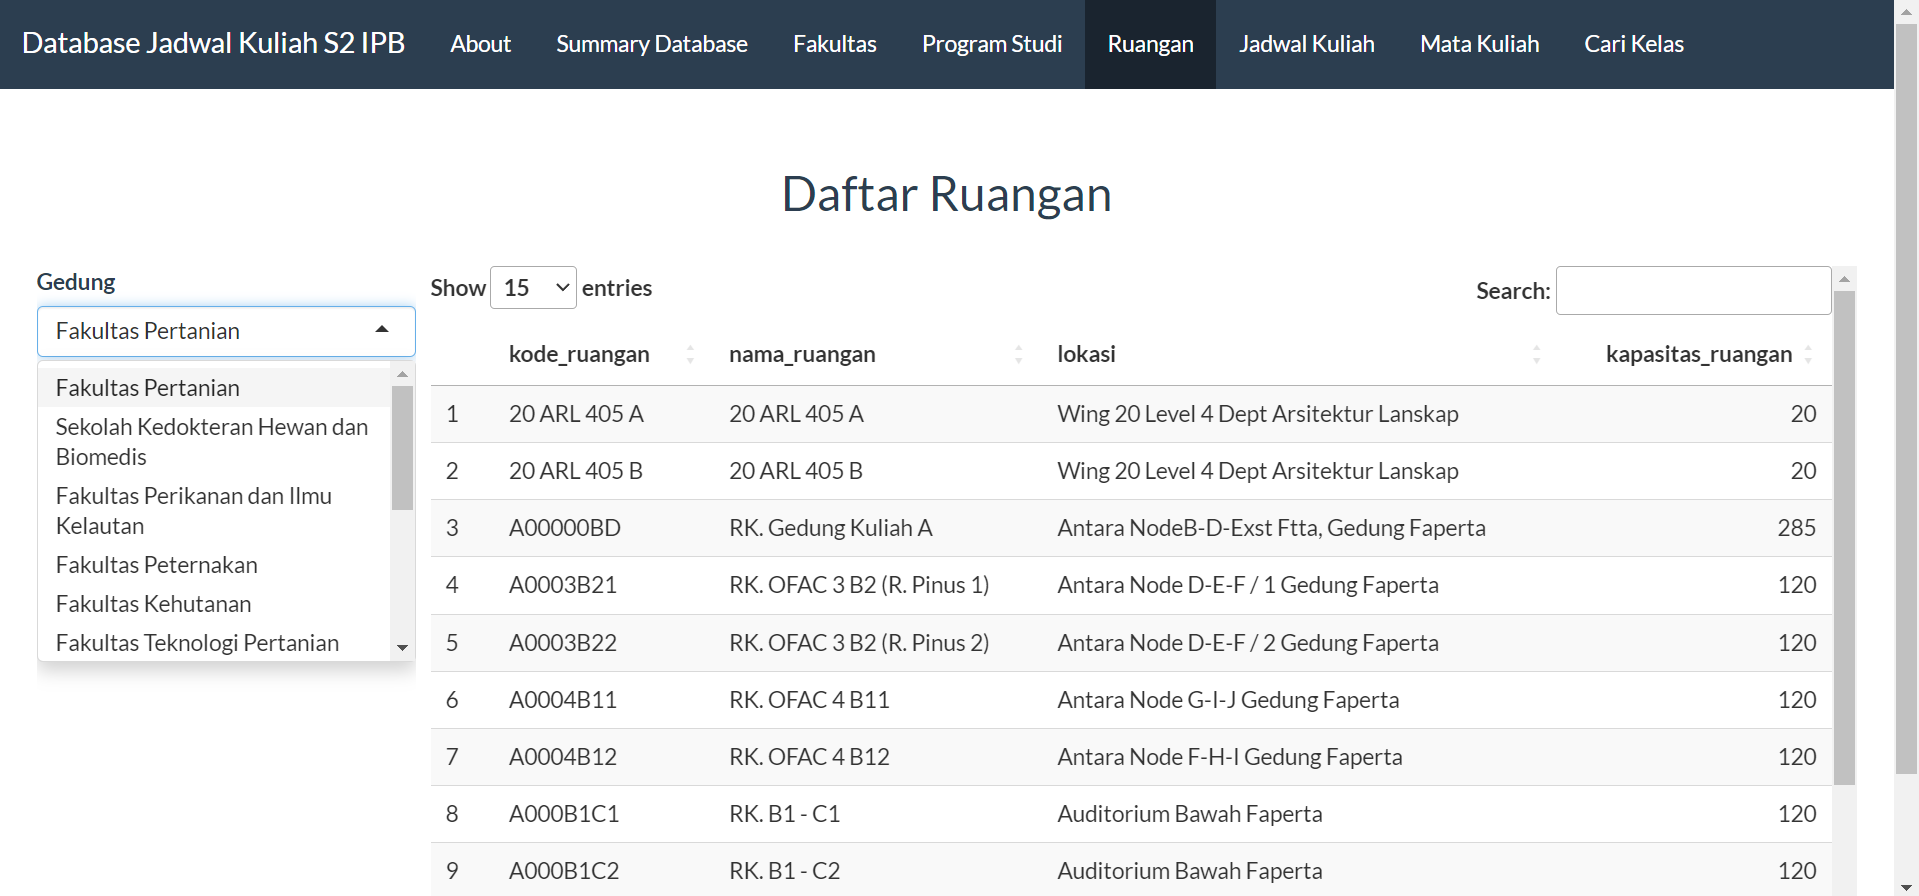 Database Jadwal Kuliah S2 IPB About Summary Database Fakultas Program Studi Ruangan Jadwal Kuliah Mata Kuliah Cari Kelas
Daftar Ruangan
Gedung
Fakultas Pertanian
Fakultas Pertanian
Sekolah Kedokteran Hewan dan
Biomedis
Fakultas Perikanan dan Ilmu
Kelautan
Fakultas Peternakan
Fakultas Kehutanan
Fakultas Teknologi Pertanian
Show 15 entries
Search:
kode_ruangan nama_ruangan lokasi kapasitas_ruangan
1 20 ARL 405 A 20 ARL 405 A Wing 20 Level 4 Dept Arsitektur Lanskap 20
2 20 ARL 405 B 20 ARL 405 B Wing 20 Level 4 Dept Arsitektur Lanskap 20
3 A00000BD RK. Gedung Kuliah A Antara NodeB-D-Exst Ftta, Gedung Faperta 285
4 A0003B21 RK. OFAC 3 B2 (R. Pinus 1) Antara Node D-E-F / 1 Gedung Faperta 120
5 A0003B22 RK. OFAC 3 B2 (R. Pinus 2) Antara Node D-E-F / 2 Gedung Faperta 120
6 A0004B11 RK. OFAC 4 B11 Antara Node G-I-J Gedung Faperta 120
7 A0004B12 RK. OFAC 4 B12 Antara Node F-H-I Gedung Faperta 120
8 A000B1C1 RK. B1 - C1 Auditorium Bawah Faperta 120
9 A000B1C2 RK. B1 - C2 Auditorium Bawah Faperta 120